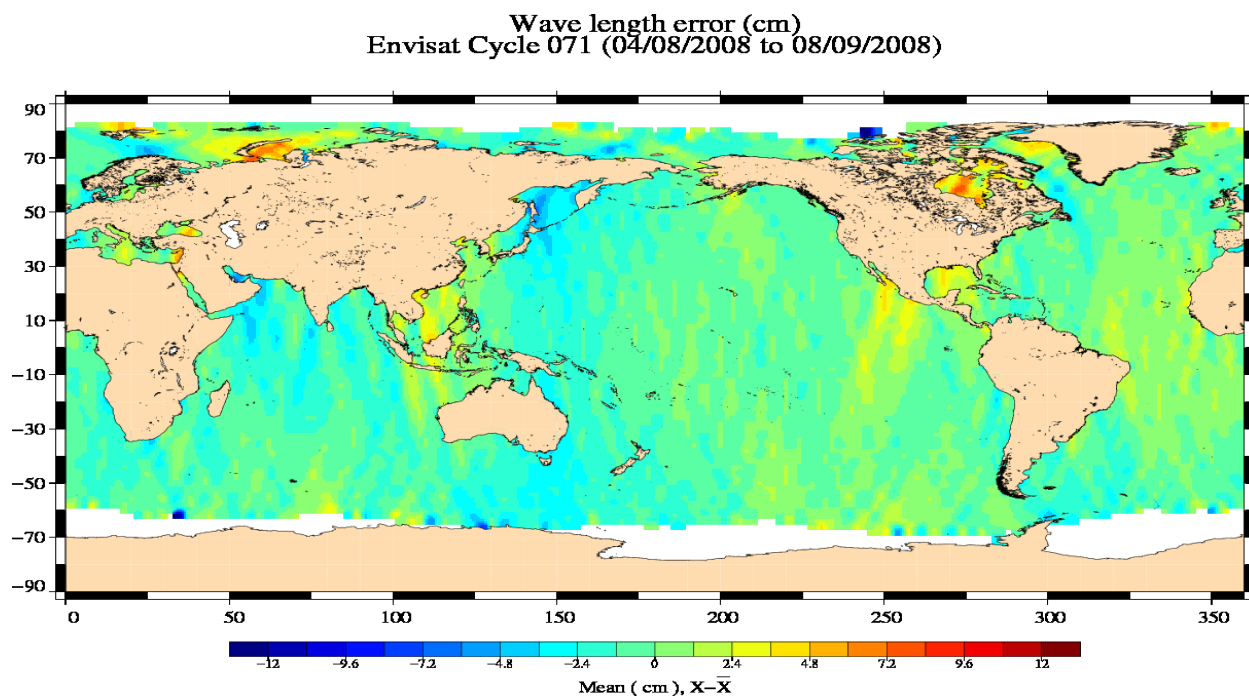 Wave length error (cm)
Envisat Cycle 071 (04/08/2008 to 08/09/2008)
90
70
50
30
10
−10
−30
−50
−70
−90
0 50 100 150 200 250 300 350
−12 −9.6 −7.2 −4.8 −2.4 0 2.4 4.8 7.2 9.6 12
Mean ( cm ), X−X̅